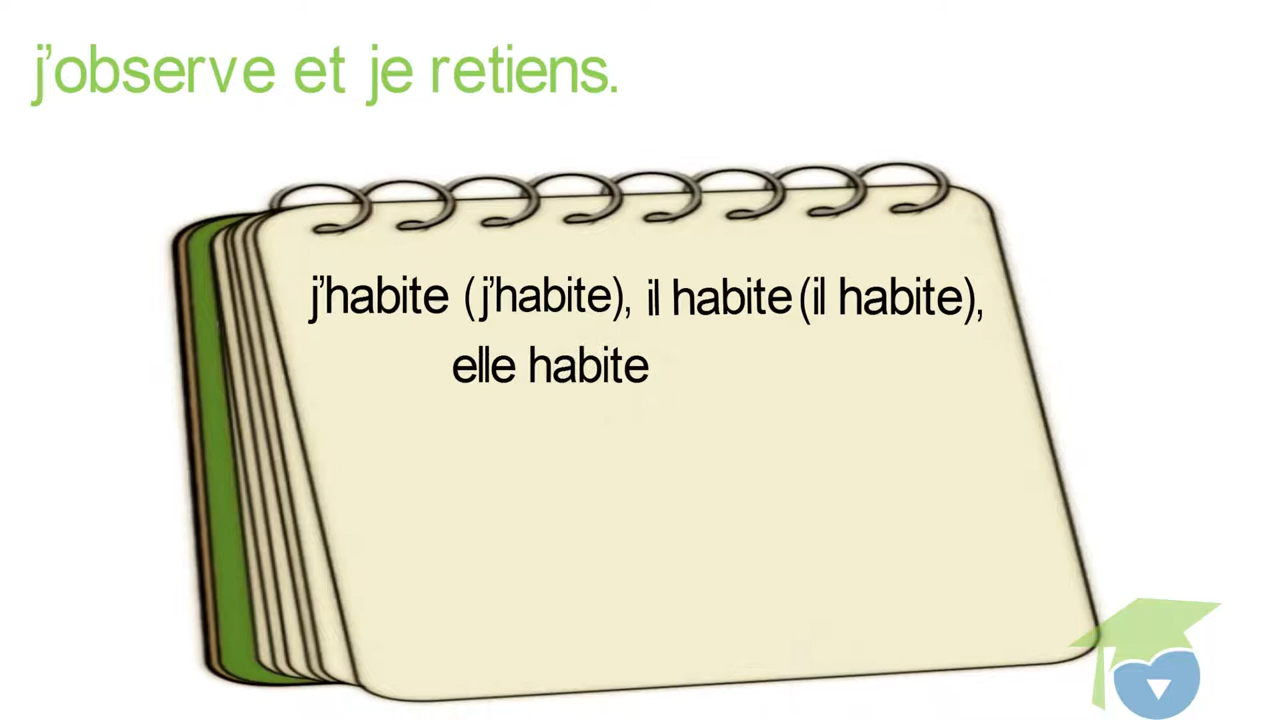 j'observe et je retiens.
j'habite (j'habite), il habite (il habite),
elle habite